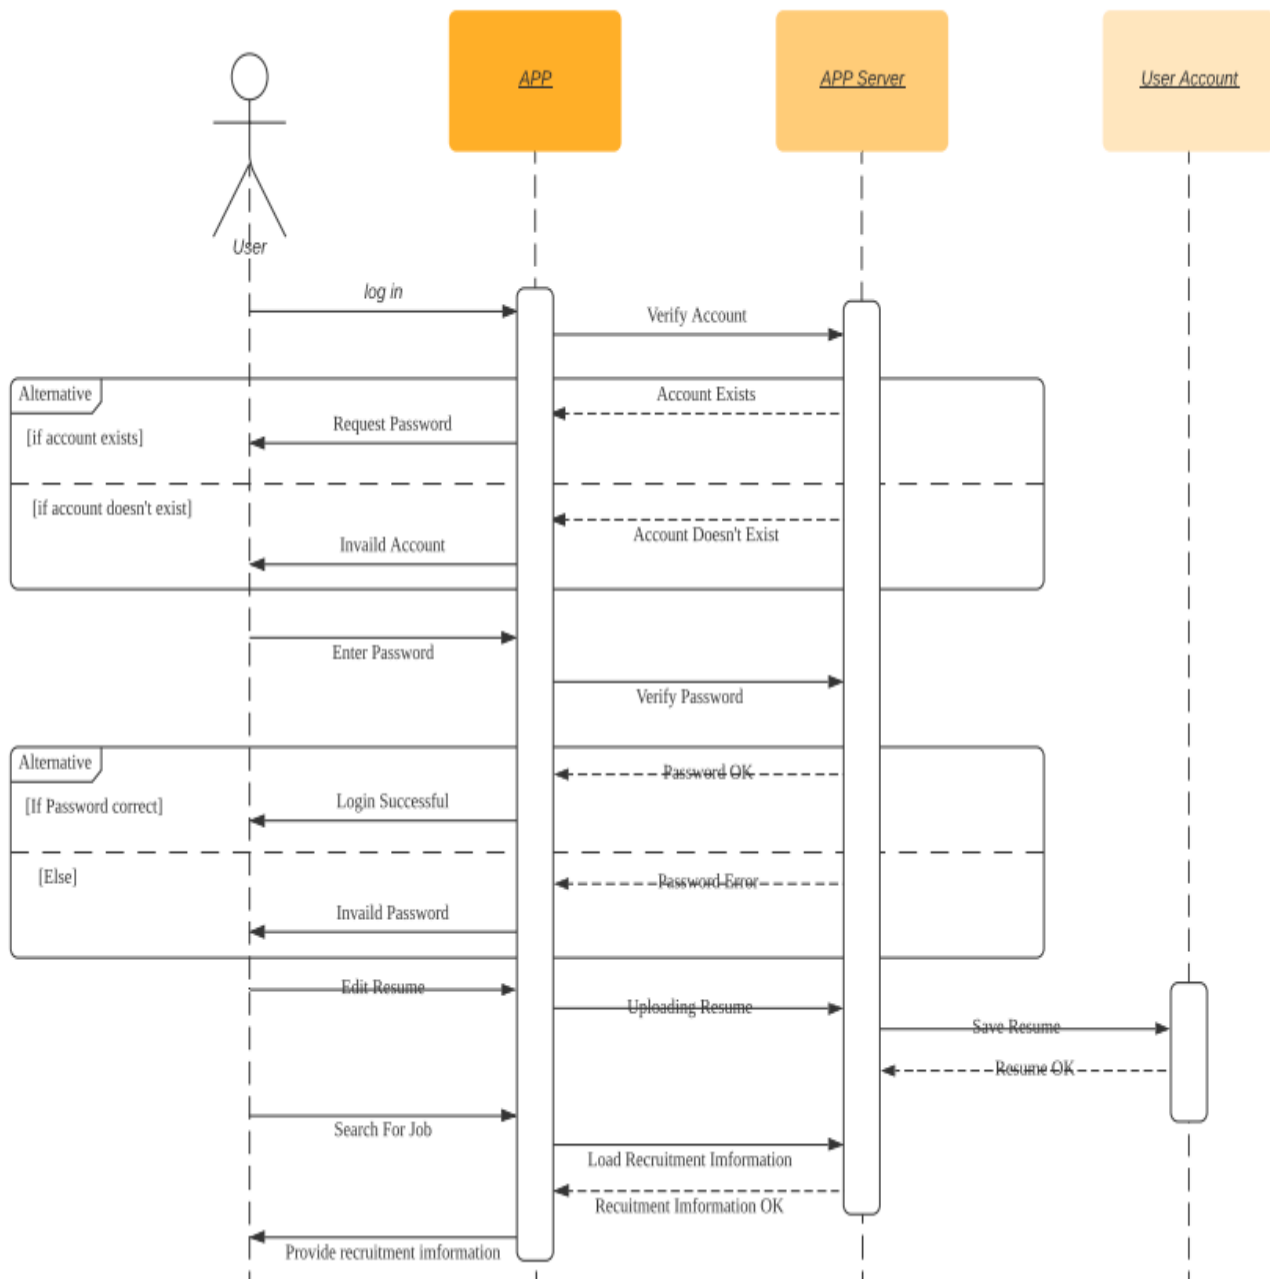 APP
APP Server
User Account
User
log in
Verify Account
Alternative
Account Exists
Request Password
[if account exists]
[if account doesn't exist]
Account Doesn't Exist
Invaild Account
Enter Password
Verify Password
Alternative
Password OK
Login Successful
[If Password correct]
[Else]
Password Error
Invaild Password
Edit Resume
Uploading Resume
Save Resume
Resume OK
Search For Job
Load Recruitment Imformation
Recuitment Imformation OK
Provide recruitment imformation